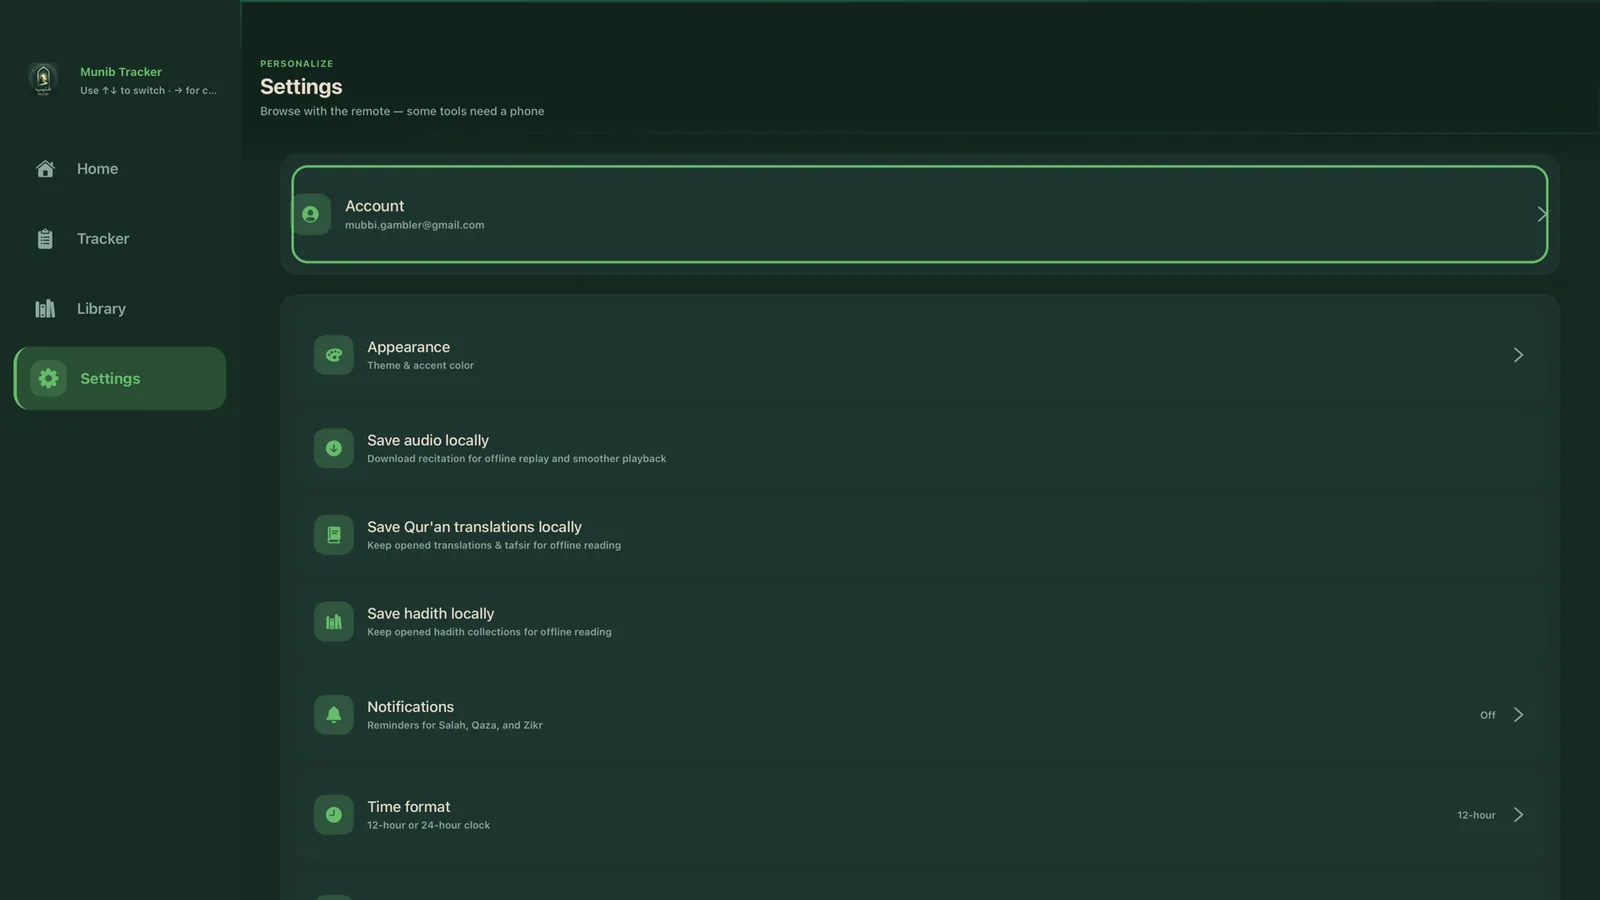 Munib Tracker
Use ↑↓ to switch · → for c...
Home
Tracker
Library
Settings
PERSONALIZE
Settings
Browse with the remote — some tools need a phone
Account
mubbi.gambler@gmail.com
Appearance
Theme & accent color
Save audio locally
Download recitation for offline replay and smoother playback
Save Qur'an translations locally
Keep opened translations & tafsir for offline reading
Save hadith locally
Keep opened hadith collections for offline reading
Notifications
Reminders for Salah, Qaza, and Zikr
Off
Time format
12-hour or 24-hour clock
12-hour